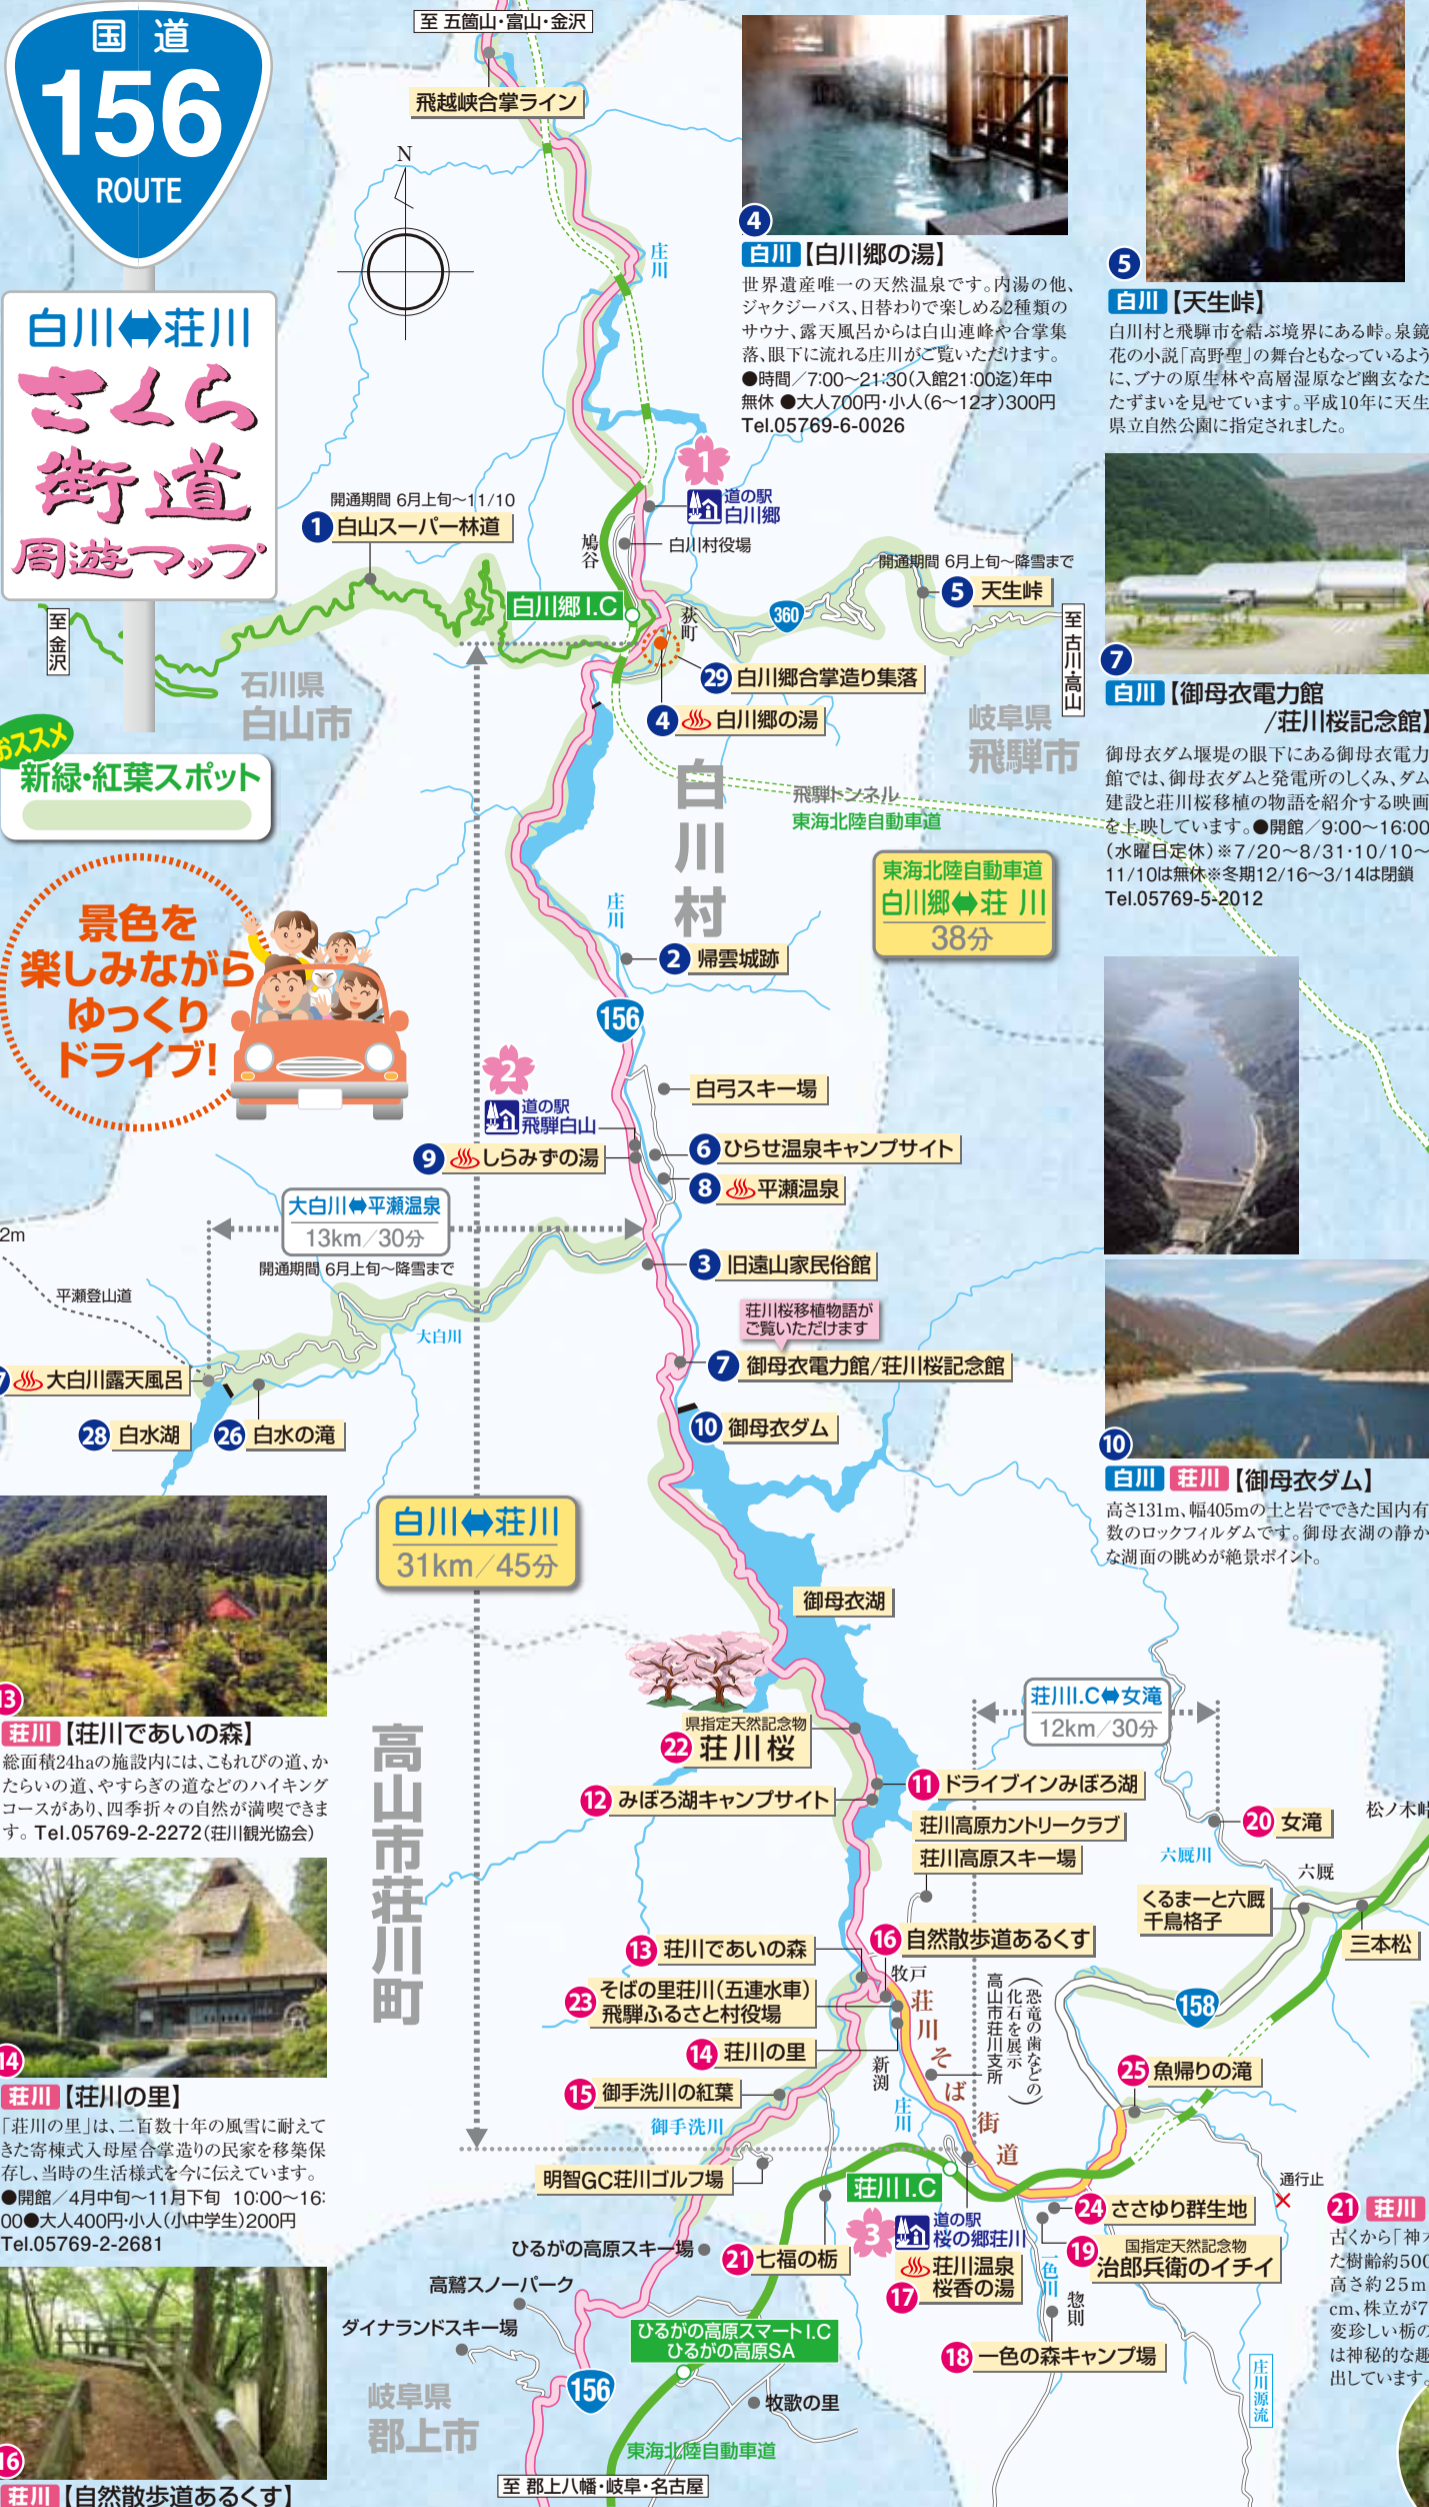 国道
156
ROUTE
白川⬌荘川
さくら
街道
周遊マップ
至 五箇山・富山・金沢
飛越峡合掌ライン
N
庄川
4
白川【白川郷の湯】
世界遺産唯一の天然温泉です。内湯の他、
ジャクジーバス、日替わりで楽しめる2種類の
サウナ、露天風呂からは白山連峰や合掌集
落、眼下に流れる庄川がご覧いただけます。
●時間／7:00〜21:30(入館21:00迄)年中
無休 ●大人700円・小人(6〜12才)300円
Tel.05769-6-0026
5
白川【天生峠】
白川村と飛騨市を結ぶ境界にある峠。泉鏡
花の小説「高野聖」の舞台ともなっているよう
に、ブナの原生林や高層湿原など幽玄なた
たずまいを見せています。平成10年に天生
県立自然公園に指定されました。
7
白川【御母衣電力館
/荘川桜記念館】
御母衣ダム堰堤の眼下にある御母衣電力
館では、御母衣ダムと発電所のしくみ、ダム
建設と荘川桜移植の物語を紹介する映画
を上映しています。●開館／9:00〜16:00
(水曜日定休)※7/20〜8/31・10/10〜
11/10は無休※冬期12/16〜3/14は閉鎖
Tel.05769-5-2012
10
白川 荘川【御母衣ダム】
高さ131m、幅405mの土と岩でできた国内有
数のロックフィルダムです。御母衣湖の静か
な湖面の眺めが絶景ポイント。
1
道の駅
白川郷
開通期間 6月上旬〜11/10
1 白山スーパー林道
鳩谷
白川村役場
開通期間 6月上旬〜降雪まで
5 天生峠
白川郷 I.C
荻町
360
至 古川・高山
至 金沢
石川県
白山市
29 白川郷合掌造り集落
4 白川郷の湯
岐阜県
飛騨市
おススメ
新緑・紅葉スポット
白川村
飛騨トンネル
東海北陸自動車道
東海北陸自動車道
白川郷⬌荘 川
38分
景色を
楽しみながら
ゆっくり
ドライブ!
庄川
2 帰雲城跡
156
白弓スキー場
2
道の駅
飛騨白山
9 しらみずの湯
6 ひらせ温泉キャンプサイト
8 平瀬温泉
大白川⬌平瀬温泉
13km／30分
開通期間 6月上旬〜降雪まで
3 旧遠山家民俗館
2m
平瀬登山道
大白川
荘川桜移植物語が
ご覧いただけます
7 御母衣電力館/荘川桜記念館
7 大白川露天風呂
28 白水湖
26 白水の滝
10 御母衣ダム
白川⬌荘川
31km／45分
御母衣湖
13
荘川【荘川であいの森】
総面積24haの施設内には、こもれびの道、か
たらいの道、やすらぎの道などのハイキング
コースがあり、四季折々の自然が満喫できま
す。Tel.05769-2-2272(荘川観光協会)
14
荘川【荘川の里】
「荘川の里」は、二百数十年の風雪に耐えて
きた寄棟式入母屋合掌造りの民家を移築保
存し、当時の生活様式を今に伝えています。
●開館／4月中旬〜11月下旬 10:00〜16:
00●大人400円・小人(小中学生)200円
Tel.05769-2-2681
16
荘川【自然散歩道あるくす】
県指定天然記念物
22 荘川桜
荘川I.C⬌女滝
12km／30分
高山市荘川町
12 みぼろ湖キャンプサイト
11 ドライブインみぼろ湖
荘川高原カントリークラブ
荘川高原スキー場
20 女滝
松ノ木峠
六厩川
六厩
くるまーと六厩
千鳥格子
三本松
13 荘川であいの森
16 自然散歩道あるくす
牧戸
23 そばの里荘川(五連水車)
飛騨ふるさと村役場
荘川そば街道
14 荘川の里
高山市荘川支所
(恐竜の歯などの
化石を展示)
158
新渕
庄川
15 御手洗川の紅葉
御手洗川
25 魚帰りの滝
明智GC荘川ゴルフ場
荘川 I.C
3
道の駅
桜の郷荘川
荘川温泉
17 桜香の湯
通行止
24 ささゆり群生地
国指定天然記念物
19 治郎兵衛のイチイ
ひるがの高原スキー場
21 七福の栃
一色川
惣則
高鷲スノーパーク
ダイナランドスキー場
ひるがの高原スマート I.C
ひるがの高原SA
18 一色の森キャンプ場
庄川源流
156
岐阜県
郡上市
牧歌の里
東海北陸自動車道
至 郡上八幡・岐阜・名古屋
21 荘川
古くから「神木
た樹齢約500
高さ約25m
cm、株立が7
変珍しい栃の
は神秘的な趣
出しています。